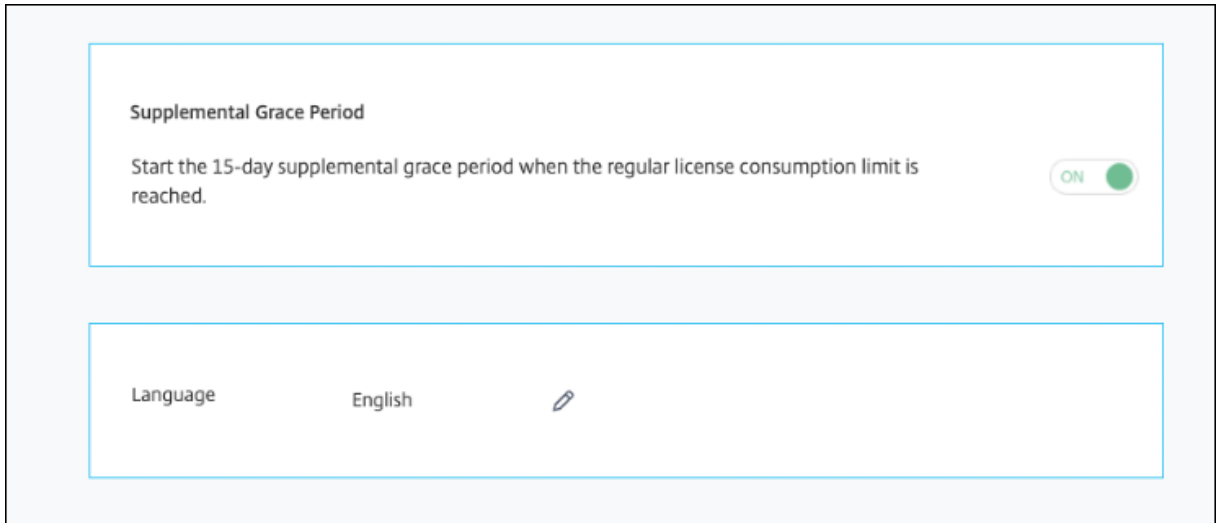 Supplemental Grace Period
Start the 15-day supplemental grace period when the regular license consumption limit is
reached.
ON
Language English